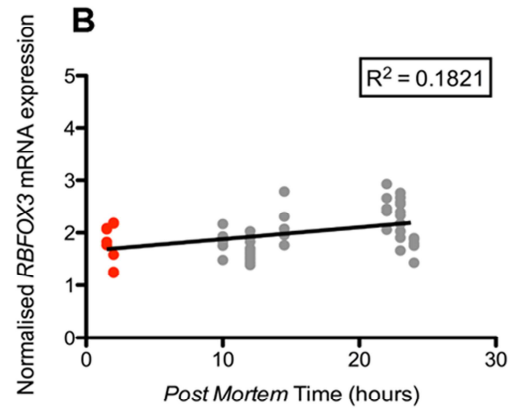 B
R² = 0.1821
Normalised RBFOX3 mRNA expression
5
4
3
2
1
0
0 10 20 30
Post Mortem Time (hours)